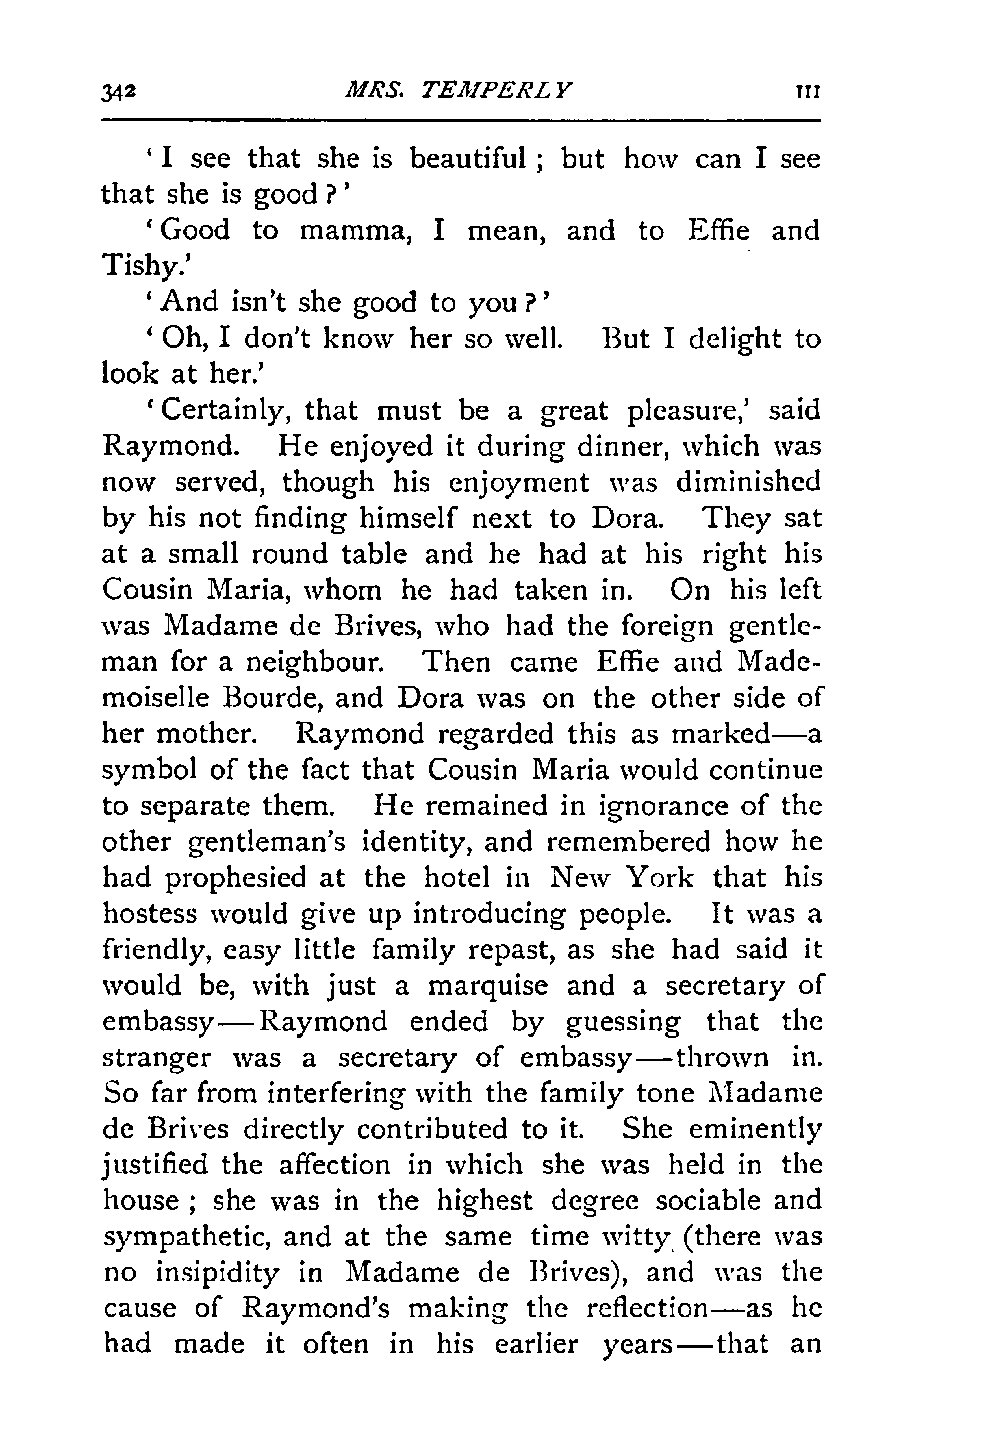 342 MRS. TEMPERLY III
‘ I see that she is beautiful ; but how can I see
that she is good ? ’
‘ Good to mamma, I mean, and to Effie and
Tishy.’
‘ And isn't she good to you ? ’
‘ Oh, I don't know her so well. But I delight to
look at her.’
‘ Certainly, that must be a great pleasure,’ said
Raymond. He enjoyed it during dinner, which was
now served, though his enjoyment was diminished
by his not finding himself next to Dora. They sat
at a small round table and he had at his right his
Cousin Maria, whom he had taken in. On his left
was Madame de Brives, who had the foreign gentle-
man for a neighbour. Then came Effie and Made-
moiselle Bourde, and Dora was on the other side of
her mother. Raymond regarded this as marked—a
symbol of the fact that Cousin Maria would continue
to separate them. He remained in ignorance of the
other gentleman's identity, and remembered how he
had prophesied at the hotel in New York that his
hostess would give up introducing people. It was a
friendly, easy little family repast, as she had said it
would be, with just a marquise and a secretary of
embassy—Raymond ended by guessing that the
stranger was a secretary of embassy—thrown in.
So far from interfering with the family tone Madame
de Brives directly contributed to it. She eminently
justified the affection in which she was held in the
house ; she was in the highest degree sociable and
sympathetic, and at the same time witty (there was
no insipidity in Madame de Brives), and was the
cause of Raymond's making the reflection—as he
had made it often in his earlier years—that an